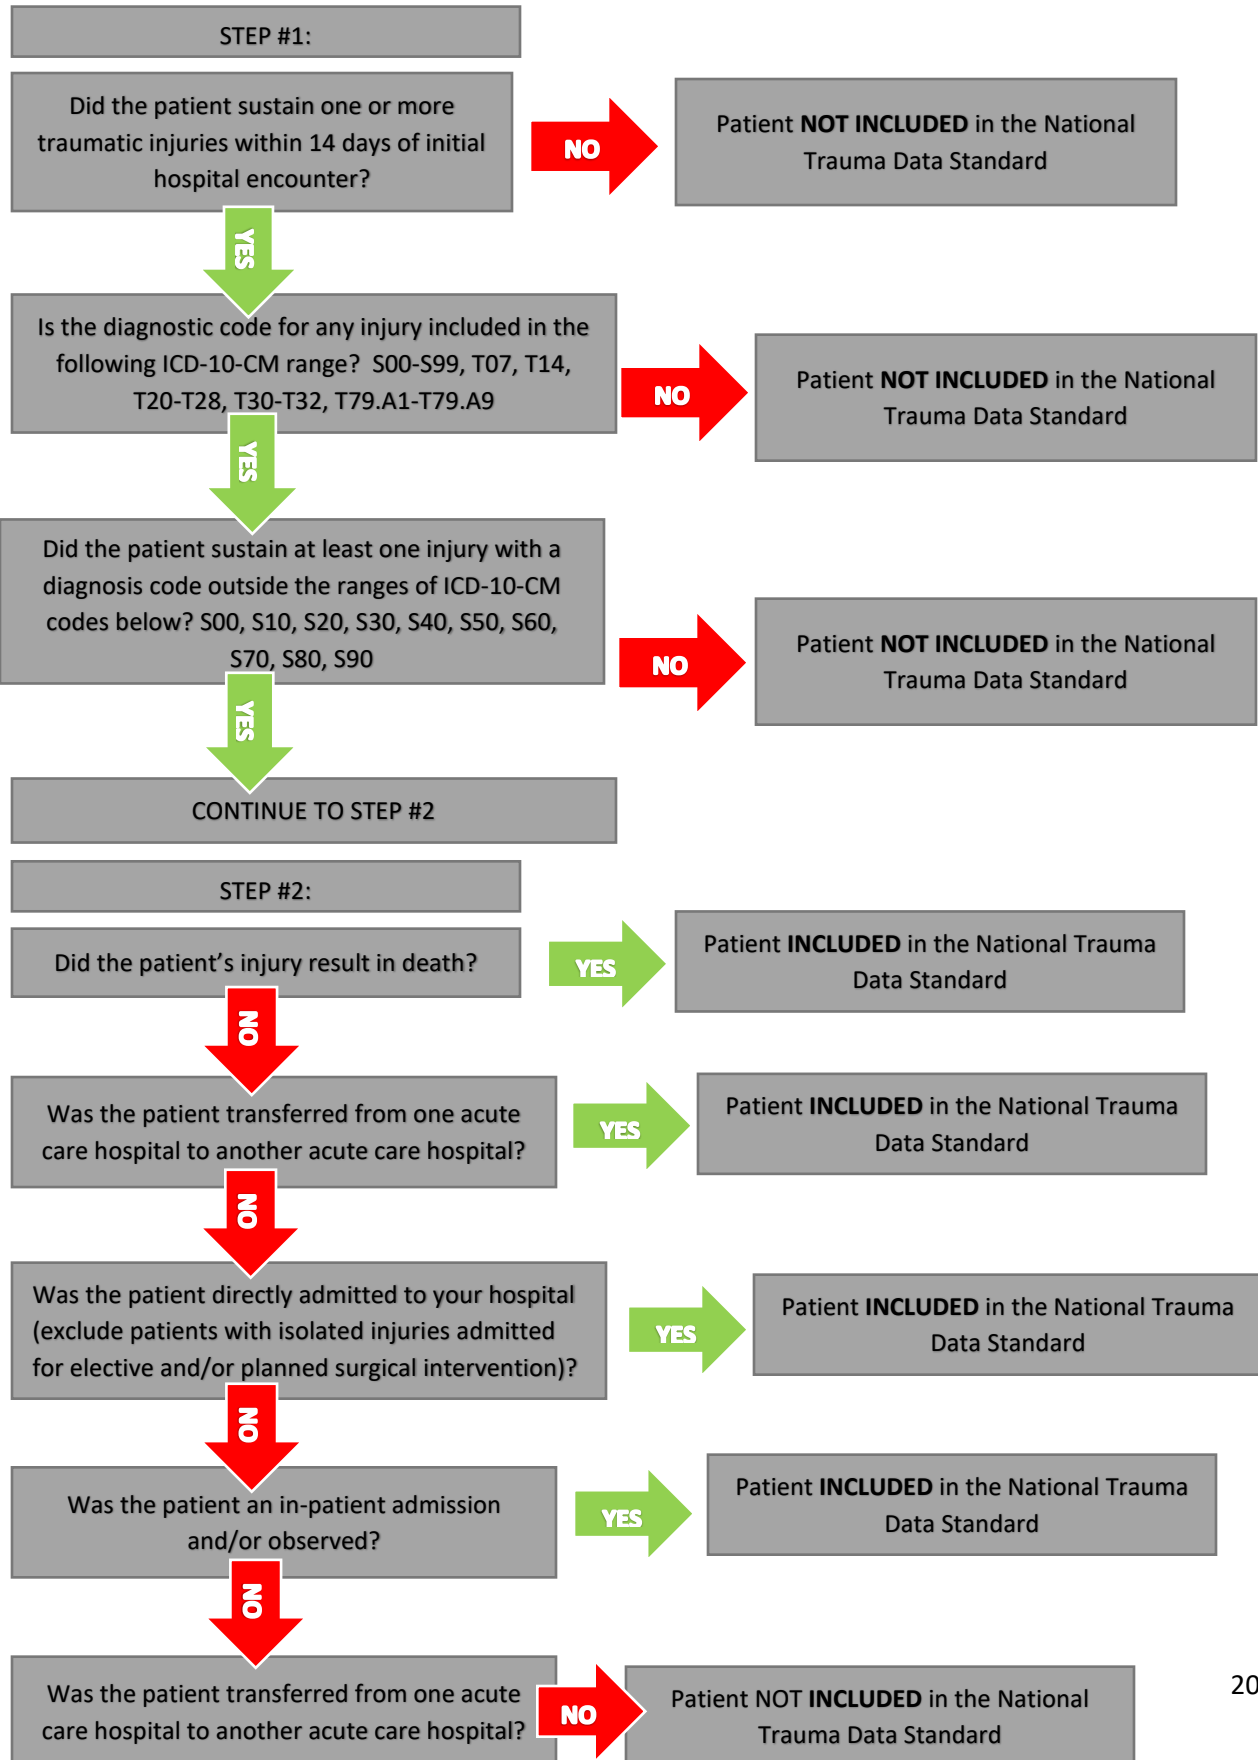 STEP #1:
Did the patient sustain one or more
traumatic injuries within 14 days of initial
hospital encounter?
NO
Patient NOT INCLUDED in the National
Trauma Data Standard
YES
Is the diagnostic code for any injury included in the
following ICD-10-CM range? S00-S99, T07, T14,
T20-T28, T30-T32, T79.A1-T79.A9
NO
Patient NOT INCLUDED in the National
Trauma Data Standard
YES
Did the patient sustain at least one injury with a
diagnosis code outside the ranges of ICD-10-CM
codes below? S00, S10, S20, S30, S40, S50, S60,
S70, S80, S90
NO
Patient NOT INCLUDED in the National
Trauma Data Standard
YES
CONTINUE TO STEP #2
STEP #2:
Did the patient’s injury result in death?
YES
Patient INCLUDED in the National Trauma
Data Standard
NO
Was the patient transferred from one acute
care hospital to another acute care hospital?
YES
Patient INCLUDED in the National Trauma
Data Standard
NO
Was the patient directly admitted to your hospital
(exclude patients with isolated injuries admitted
for elective and/or planned surgical intervention)?
YES
Patient INCLUDED in the National Trauma
Data Standard
NO
Was the patient an in-patient admission
and/or observed?
YES
Patient INCLUDED in the National Trauma
Data Standard
NO
Was the patient transferred from one acute
care hospital to another acute care hospital?
NO
Patient NOT INCLUDED in the National
Trauma Data Standard
20